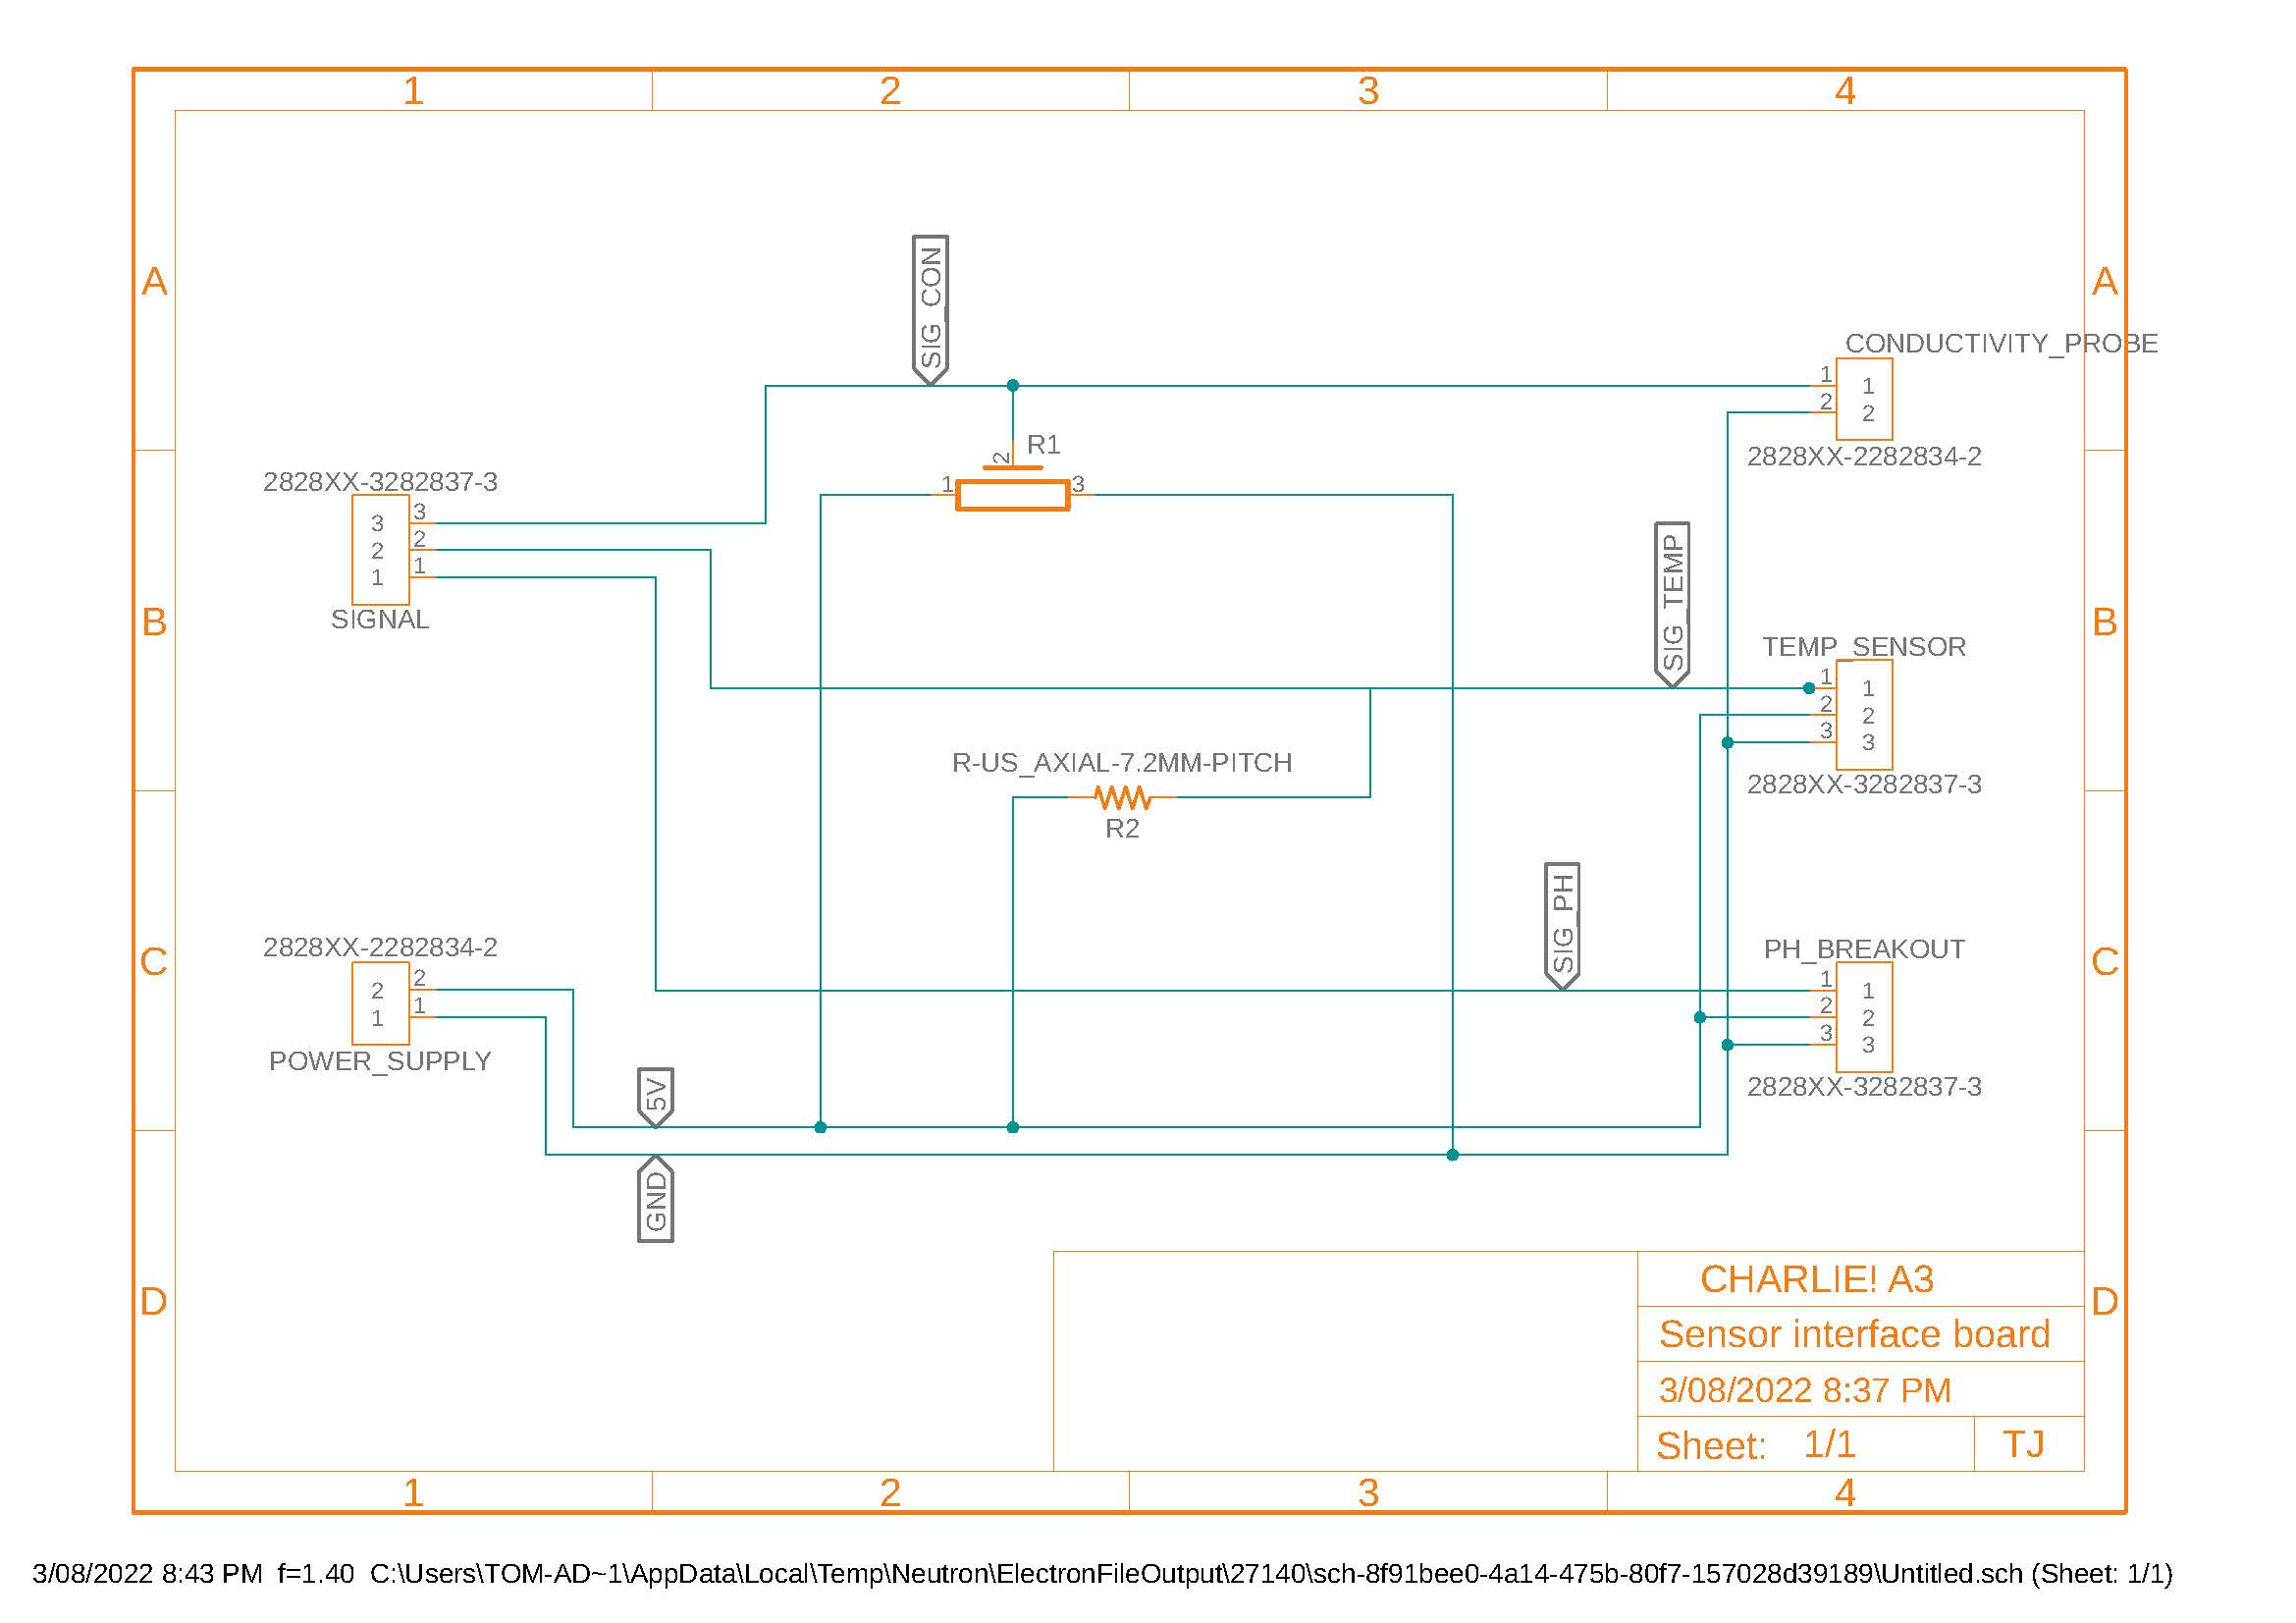 1 2 3 4
A A
SIG_CON
CONDUCTIVITY_PROBE
1 1
2 2
2828XX-2282834-2
R1
2
1 3
2828XX-3282837-3
3 3
2 2
1 1
SIGNAL
B B
SIG_TEMP
TEMP_SENSOR
1 1
2 2
3 3
2828XX-3282837-3
R-US_AXIAL-7.2MM-PITCH
R2
SIG_PH
C C
2828XX-2282834-2
2 2
1 1
POWER_SUPPLY
PH_BREAKOUT
1 1
2 2
3 3
2828XX-3282837-3
5V
GND
D D
CHARLIE! A3
Sensor interface board
3/08/2022 8:37 PM
Sheet: 1/1 TJ
1 2 3 4
3/08/2022 8:43 PM f=1.40 C:\Users\TOM-AD~1\AppData\Local\Temp\Neutron\ElectronFileOutput\27140\sch-8f91bee0-4a14-475b-80f7-157028d39189\Untitled.sch (Sheet: 1/1)